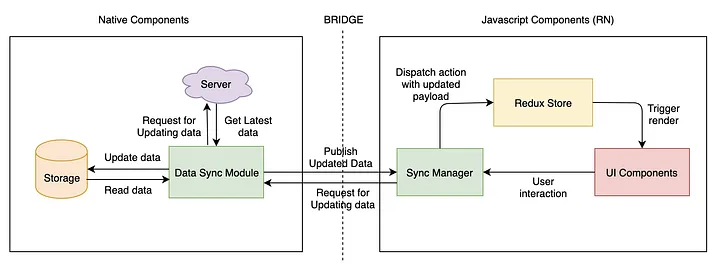 Native Components
BRIDGE
Javascript Components (RN)
Server
Request for
Updating data
Get Latest
data
Storage
Update data
Read data
Data Sync Module
Publish
Updated Data
Request for
Updating data
Dispatch action
with updated
payload
Redux Store
Trigger
render
Sync Manager
User
interaction
UI Components